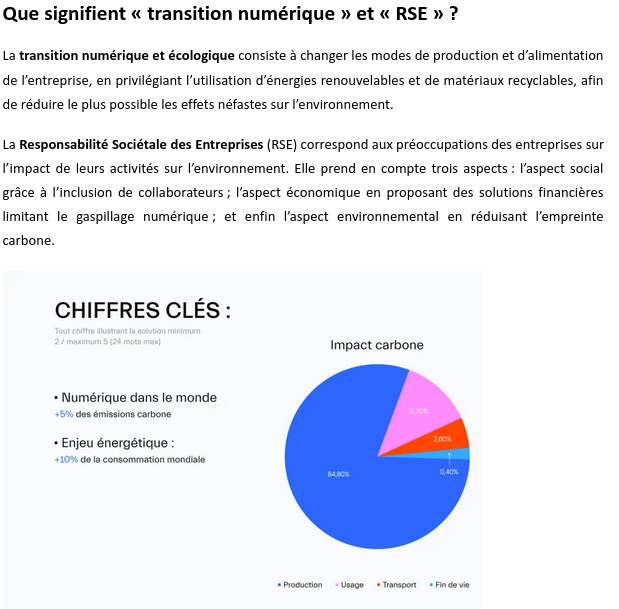 Que signifient « transition numérique » et « RSE » ?
La transition numérique et écologique consiste à changer les modes de production et d’alimentation
de l’entreprise, en privilégiant l’utilisation d’énergies renouvelables et de matériaux recyclables, afin
de réduire le plus possible les effets néfastes sur l’environnement.
La Responsabilité Sociétale des Entreprises (RSE) correspond aux préoccupations des entreprises sur
l’impact de leurs activités sur l’environnement. Elle prend en compte trois aspects : l’aspect social
grâce à l’inclusion de collaborateurs ; l’aspect économique en proposant des solutions financières
limitant le gaspillage numérique ; et enfin l’aspect environnemental en réduisant l’empreinte
carbone.
CHIFFRES CLÉS :
Tout chiffre illustrant la solution minimum
2 / maximum 5 (24 mots max)
Impact carbone
• Numérique dans le monde
+5% des émissions carbone
• Enjeu énergétique :
+10% de la consommation mondiale
12,20%
2,60%
0,40%
84,80%
Production Usage Transport Fin de vie